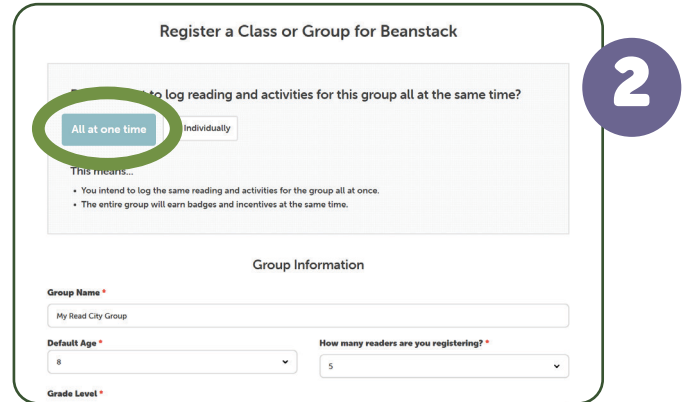 Register a Class or Group for Beanstack
2
to log reading and activities for this group all at the same time?
All at one time
Individually
This means...
• You intend to log the same reading and activities for the group all at once.
• The entire group will earn badges and incentives at the same time.
Group Information
Group Name *
My Read City Group
Default Age *
How many readers are you registering? *
8
5
Grade Level *